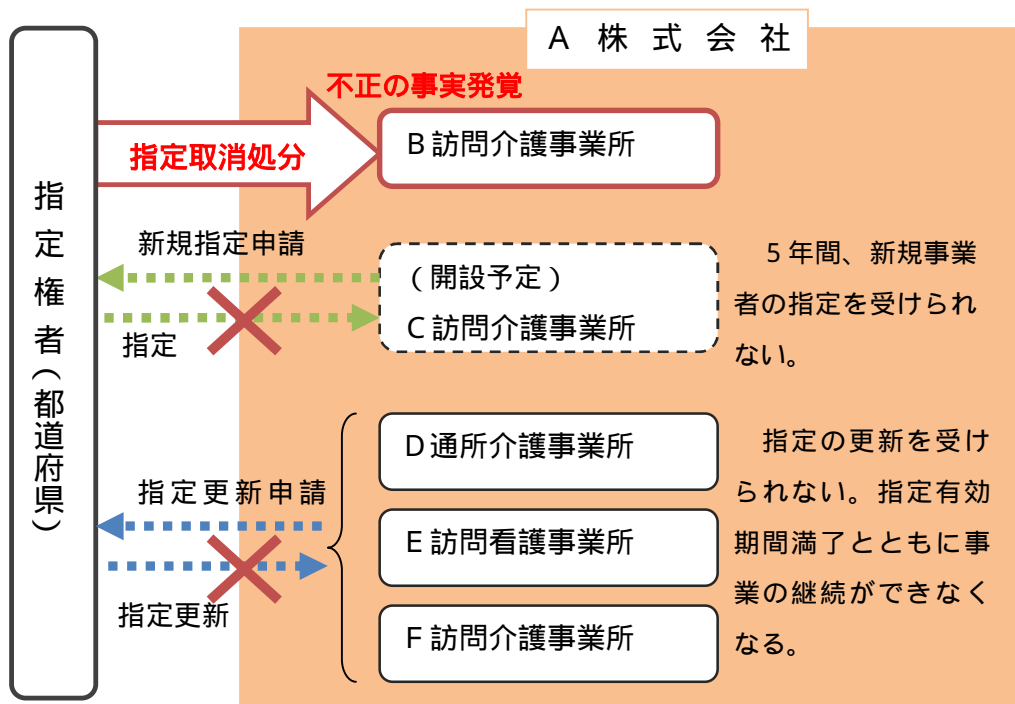 A 株 式 会 社
不正の事実発覚
指定取消処分
B訪問介護事業所
指定権者(都道府県)
新規指定申請
指定
(開設予定)
C訪問介護事業所
5年間、新規事業
者の指定を受けられ
ない。
指定更新申請
指定更新
D通所介護事業所
E訪問看護事業所
F訪問介護事業所
指定の更新を受け
られない。指定有効
期間満了とともに事
業の継続ができなく
なる。